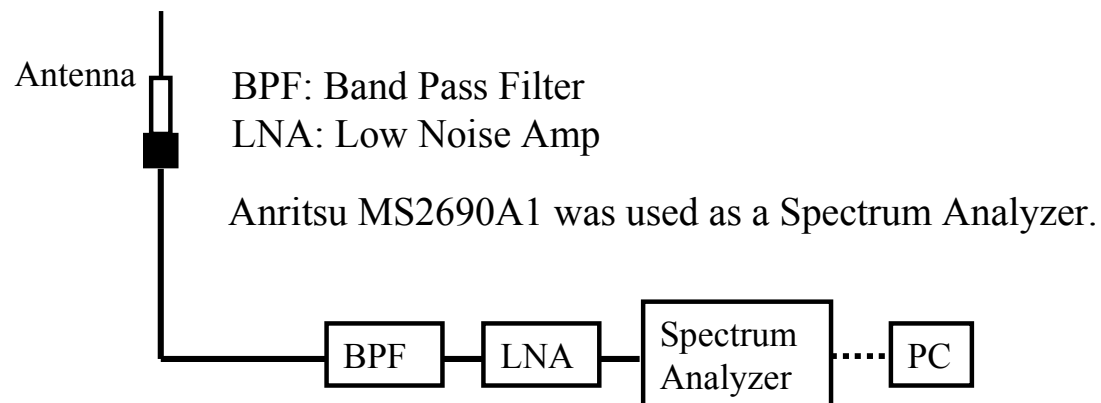 Antenna
BPF: Band Pass Filter
LNA: Low Noise Amp
Anritsu MS2690A1 was used as a Spectrum Analyzer.
BPF
LNA
Spectrum
Analyzer
PC